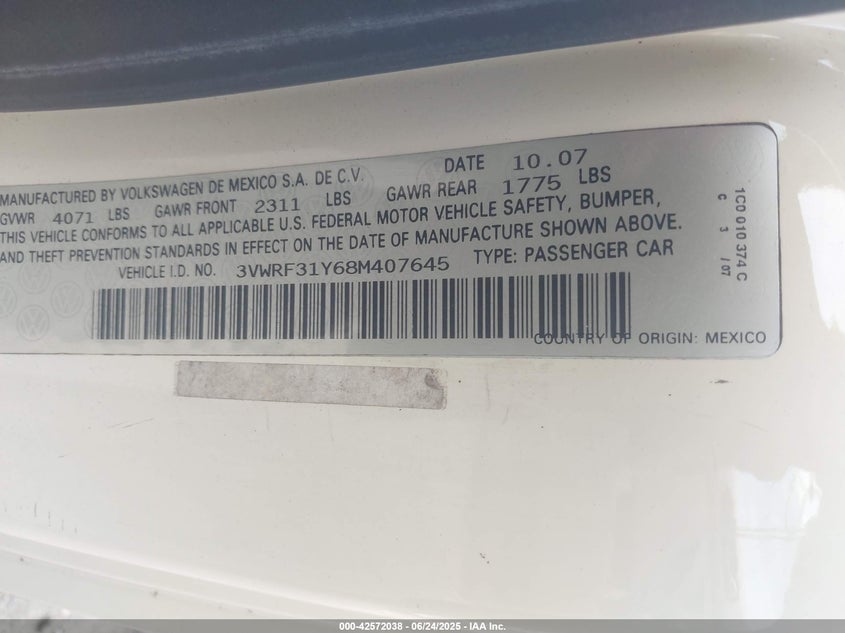 MANUFACTURED BY VOLKSWAGEN DE MEXICO S.A. DE C.V. DATE 10.07
GVWR 4071 LBS GAWR FRONT 2311 LBS GAWR REAR 1775 LBS
THIS VEHICLE CONFORMS TO ALL APPLICABLE U.S. FEDERAL MOTOR VEHICLE SAFETY, BUMPER,
AND THEFT PREVENTION STANDARDS IN EFFECT ON THE DATE OF MANUFACTURE SHOWN ABOVE.
VEHICLE I.D. NO. 3VWRF31Y68M407645 TYPE: PASSENGER CAR
COUNTRY OF ORIGIN: MEXICO
1C0 010 374 C
C 3 /07
000-42572038 - 06/24/2025 - IAA Inc.